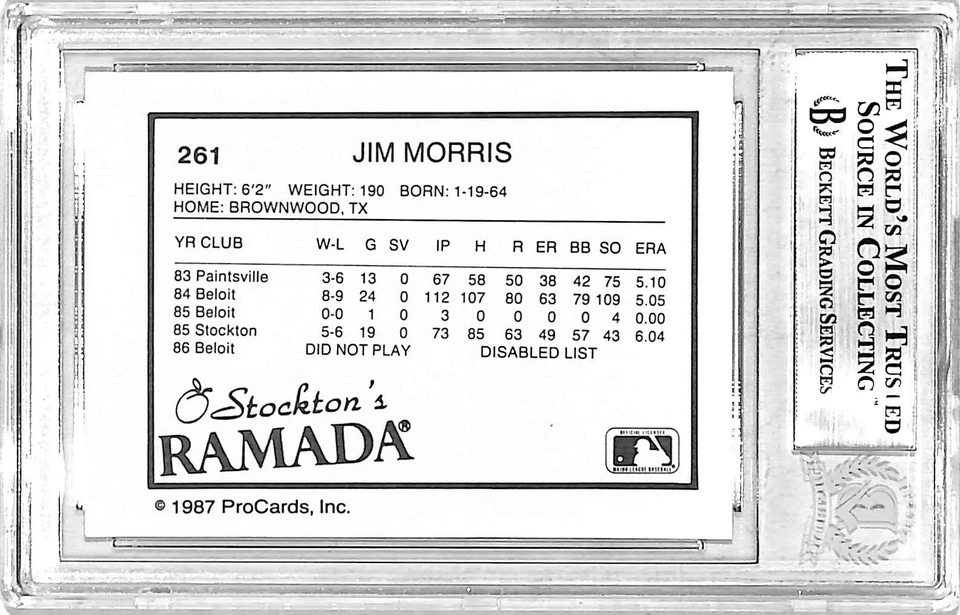 261 JIM MORRIS
HEIGHT: 6'2" WEIGHT: 190 BORN: 1-19-64
HOME: BROWNWOOD, TX
YR CLUB W-L G SV IP H R ER BB SO ERA
83 Paintsville 3-6 13 0 67 58 50 38 42 75 5.10
84 Beloit 8-9 24 0 112 107 80 63 79 109 5.05
85 Beloit 0-0 1 0 3 0 0 0 0 4 0.00
85 Stockton 5-6 19 0 73 85 63 49 57 43 6.04
86 Beloit DID NOT PLAY DISABLED LIST
Stockton's
RAMADA®
OFFICIAL LICENSEE
MAJOR LEAGUE BASEBALL
© 1987 ProCards, Inc.
THE WORLD'S MOST TRUSTED
SOURCE IN COLLECTING™
B BECKETT GRADING SERVICES
B